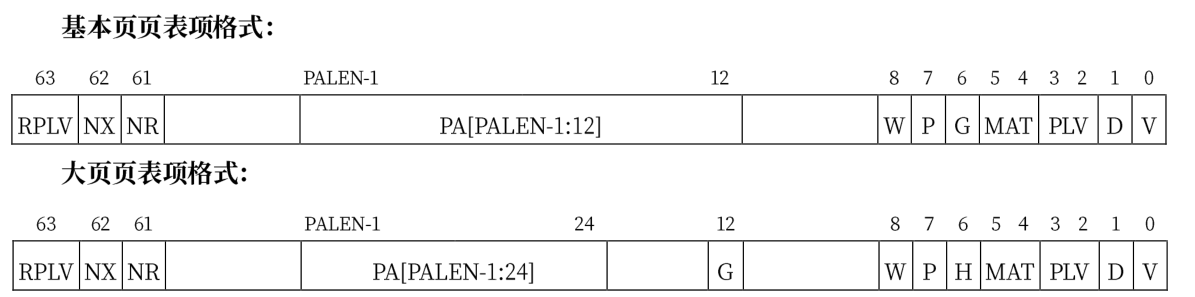 基本页页表项格式：
63 62 61 PALEN-1 12 8 7 6 5 4 3 2 1 0
RPLV NX NR PA[PALEN-1:12] W P G MAT PLV D V
大页页表项格式：
63 62 61 PALEN-1 24 12 8 7 6 5 4 3 2 1 0
RPLV NX NR PA[PALEN-1:24] G W P H MAT PLV D V